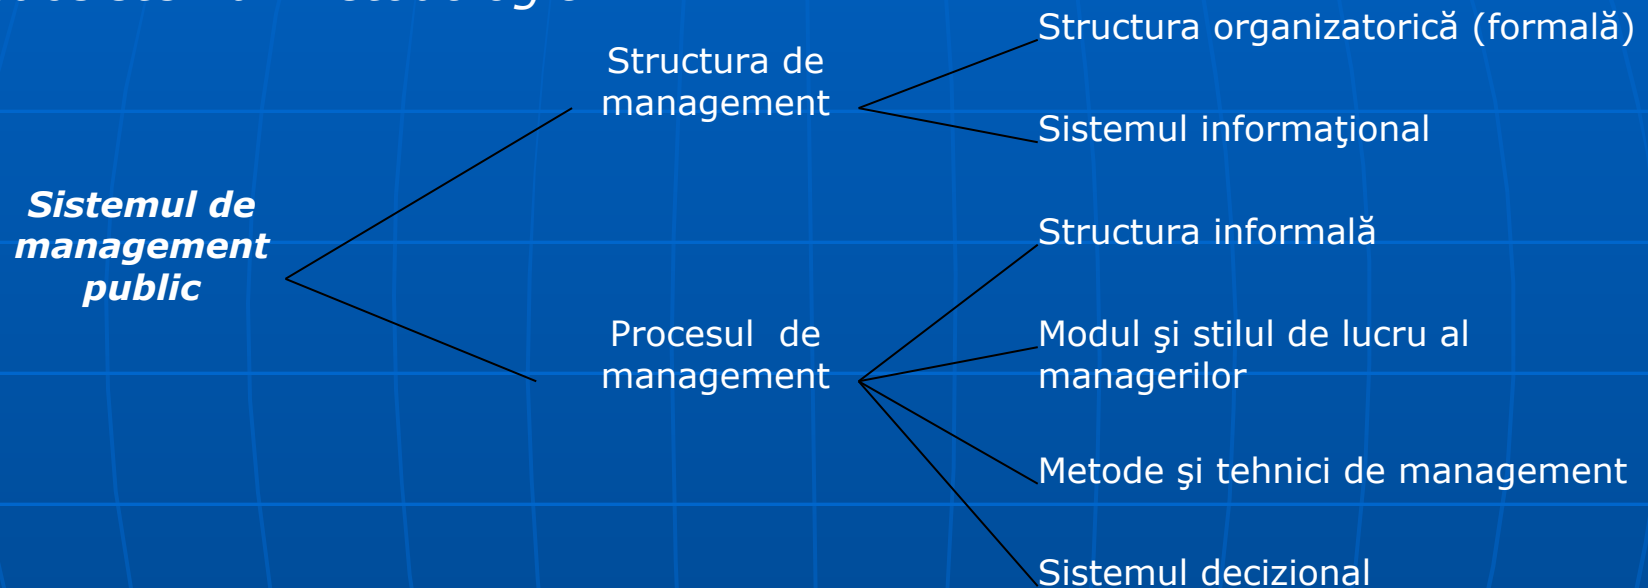 Structura organizatorică (formală)
Structura de
management
Sistemul informaţional
Sistemul de
management
public
Structura informală
Procesul  de
management
Modul şi stilul de lucru al
managerilor
Metode şi tehnici de management
Sistemul decizional